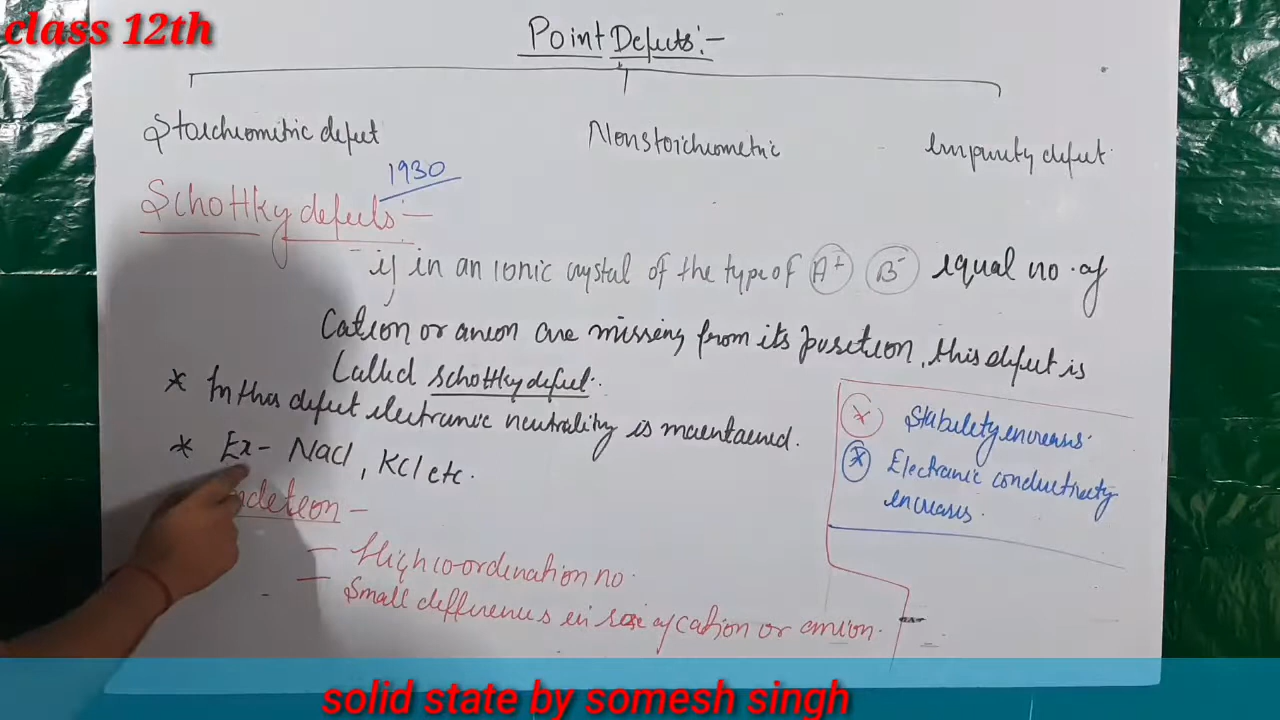 class 12th
Point Defects:-
Stoichiometric defect
Nonstoichiometric
Impurity defect
1930
Schottky defects:-
if in an ionic crystal of the type of A+ B- equal no. of
Cation or anion are missing from its position, this defect is
Called schottky defect.
* In this defect electronic neutrality is maintained.
* Ex- NaCl, KCl etc.
- High co-ordination no.
- Small differences in size of cation or anion.
* Stability increases.
* Electronic conductivity
increases.
solid state by somesh singh